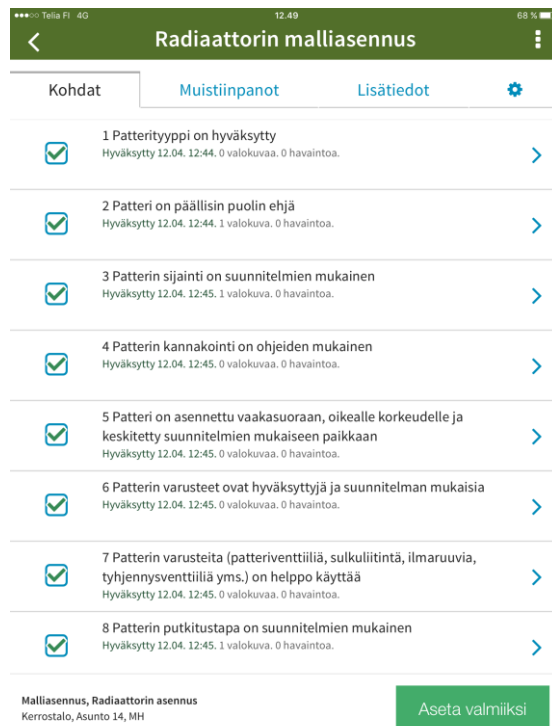 Telia FI 4G 12.49 68 %
Radiaattorin malliasennus
Kohdat Muistiinpanot Lisätiedot
1 Patterityyppi on hyväksytty
Hyväksytty 12.04. 12:44. 0 valokuvaa. 0 havaintoa.
2 Patteri on päällisin puolin ehjä
Hyväksytty 12.04. 12:44. 1 valokuva. 0 havaintoa.
3 Patterin sijainti on suunnitelmien mukainen
Hyväksytty 12.04. 12:45. 1 valokuva. 0 havaintoa.
4 Patterin kannakointi on ohjeiden mukainen
Hyväksytty 12.04. 12:45. 0 valokuvaa. 0 havaintoa.
5 Patteri on asennettu vaakasuoraan, oikealle korkeudelle ja
keskitetty suunnitelmien mukaiseen paikkaan
Hyväksytty 12.04. 12:45. 0 valokuvaa. 0 havaintoa.
6 Patterin varusteet ovat hyväksyttyjä ja suunnitelman mukaisia
Hyväksytty 12.04. 12:45. 0 valokuvaa. 0 havaintoa.
7 Patterin varusteita (patteriventtiiliä, sulkuliitintä, ilmaruuvia,
tyhjennysventtiiliä yms.) on helppo käyttää
Hyväksytty 12.04. 12:45. 0 valokuvaa. 0 havaintoa.
8 Patterin putkitustapa on suunnitelmien mukainen
Hyväksytty 12.04. 12:45. 1 valokuva. 0 havaintoa.
Malliasennus, Radiaattorin asennus
Kerrostalo, Asunto 14, MH
Aseta valmiiksi